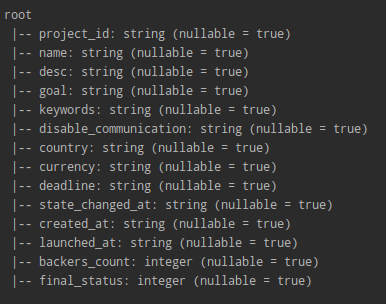 root
 |-- project_id: string (nullable = true)
 |-- name: string (nullable = true)
 |-- desc: string (nullable = true)
 |-- goal: string (nullable = true)
 |-- keywords: string (nullable = true)
 |-- disable_communication: string (nullable = true)
 |-- country: string (nullable = true)
 |-- currency: string (nullable = true)
 |-- deadline: string (nullable = true)
 |-- state_changed_at: string (nullable = true)
 |-- created_at: string (nullable = true)
 |-- launched_at: string (nullable = true)
 |-- backers_count: integer (nullable = true)
 |-- final_status: integer (nullable = true)